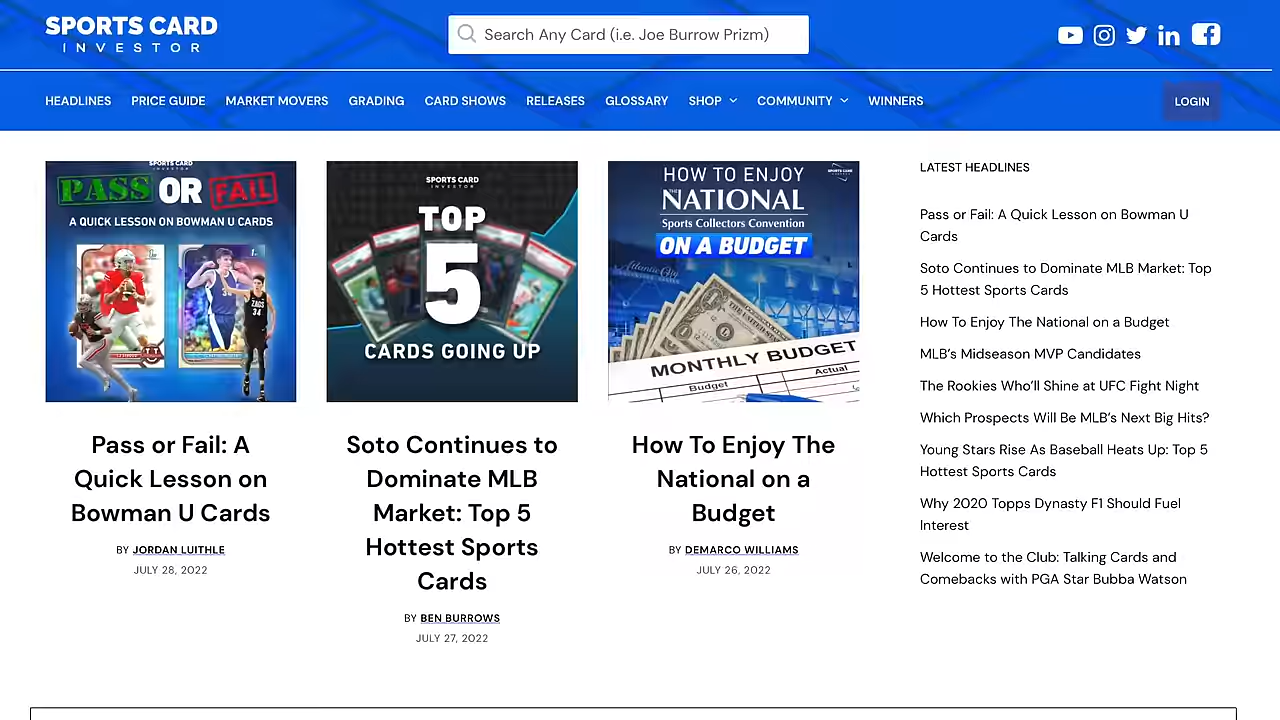 SPORTS CARD
INVESTOR
Search Any Card (i.e. Joe Burrow Prizm)
HEADLINES PRICE GUIDE MARKET MOVERS GRADING CARD SHOWS RELEASES GLOSSARY SHOP COMMUNITY WINNERS LOGIN
SPORTS CARD
INVESTOR
PASS OR FAIL
A QUICK LESSON ON BOWMAN U CARDS
ZAGS
34
Pass or Fail: A
Quick Lesson on
Bowman U Cards
BY JORDAN LUITHLE
JULY 28, 2022
SPORTS CARD
INVESTOR
TOP
5
CARDS GOING UP
Soto Continues to
Dominate MLB
Market: Top 5
Hottest Sports
Cards
BY BEN BURROWS
JULY 27, 2022
HOW TO ENJOY
SPORTS CARD
INVESTOR
THE
NATIONAL
Sports Collectors Convention
ON A BUDGET
Atlantic City
MONTHLY BUDGET
Budget Actual
How To Enjoy The
National on a
Budget
BY DEMARCO WILLIAMS
JULY 26, 2022
LATEST HEADLINES
Pass or Fail: A Quick Lesson on Bowman U
Cards
Soto Continues to Dominate MLB Market: Top
5 Hottest Sports Cards
How To Enjoy The National on a Budget
MLB’s Midseason MVP Candidates
The Rookies Who’ll Shine at UFC Fight Night
Which Prospects Will Be MLB’s Next Big Hits?
Young Stars Rise As Baseball Heats Up: Top 5
Hottest Sports Cards
Why 2020 Topps Dynasty F1 Should Fuel
Interest
Welcome to the Club: Talking Cards and
Comebacks with PGA Star Bubba Watson